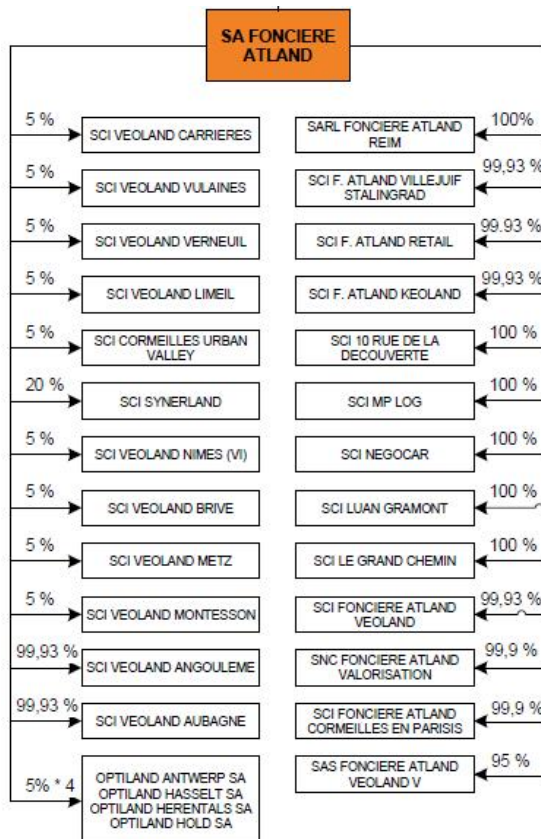 SA FONCIERE
ATLAND
5 %
SCI VEOLAND CARRIERES
5 %
SCI VEOLAND VULAINES
5 %
SCI VEOLAND VERNEUIL
5 %
SCI VEOLAND LIMEIL
5 %
SCI CORMEILLES URBAN
VALLEY
20 %
SCI SYNERLAND
5 %
SCI VEOLAND NIMES (VI)
5 %
SCI VEOLAND BRIVE
5 %
SCI VEOLAND METZ
5 %
SCI VEOLAND MONTESSON
99,93 %
SCI VEOLAND ANGOULEME
99,93 %
SCI VEOLAND AUBAGNE
5% * 4
OPTILAND ANTWERP SA
OPTILAND HASSELT SA
OPTILAND HERENTALS SA
OPTILAND HOLD SA
SARL FONCIERE ATLAND
REIM
100%
SCI F. ATLAND VILLEJUIF
STALINGRAD
99,93 %
SCI F. ATLAND RETAIL
99.93 %
SCI F. ATLAND KEOLAND
99,93 %
SCI 10 RUE DE LA
DECOUVERTE
100 %
SCI MP LOG
100 %
SCI NEGOCAR
100 %
SCI LUAN GRAMONT
100 %
SCI LE GRAND CHEMIN
100 %
SCI FONCIERE ATLAND
VEOLAND
99,93 %
SNC FONCIERE ATLAND
VALORISATION
99,9 %
SCI FONCIERE ATLAND
CORMEILLES EN PARISIS
99,9 %
SAS FONCIERE ATLAND
VEOLAND V
95 %